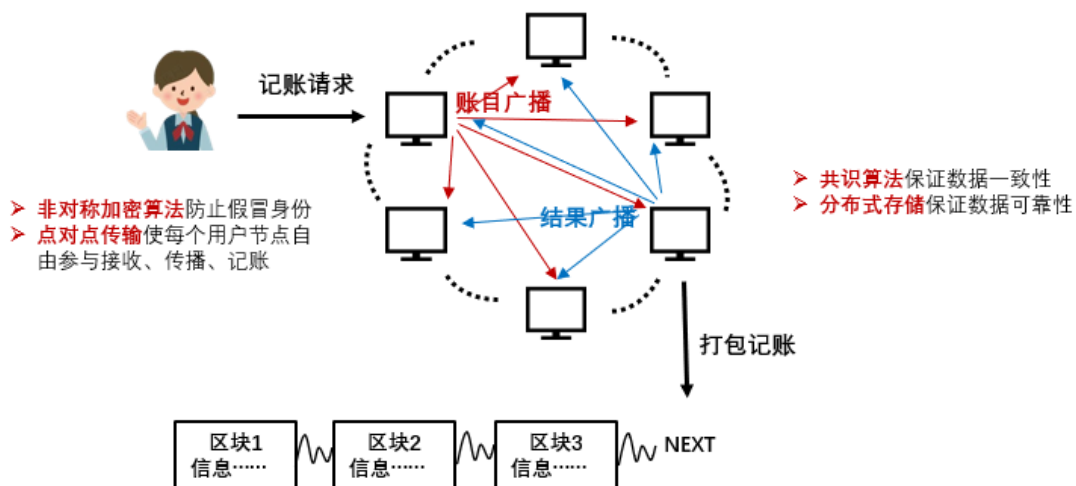 记账请求
账目广播
➢ 非对称加密算法防止假冒身份
➢ 点对点传输使每个用户节点自
由参与接收、传播、记账
结果广播
➢ 共识算法保证数据一致性
➢ 分布式存储保证数据可靠性
打包记账
区块1
信息……
区块2
信息……
区块3
信息……
NEXT